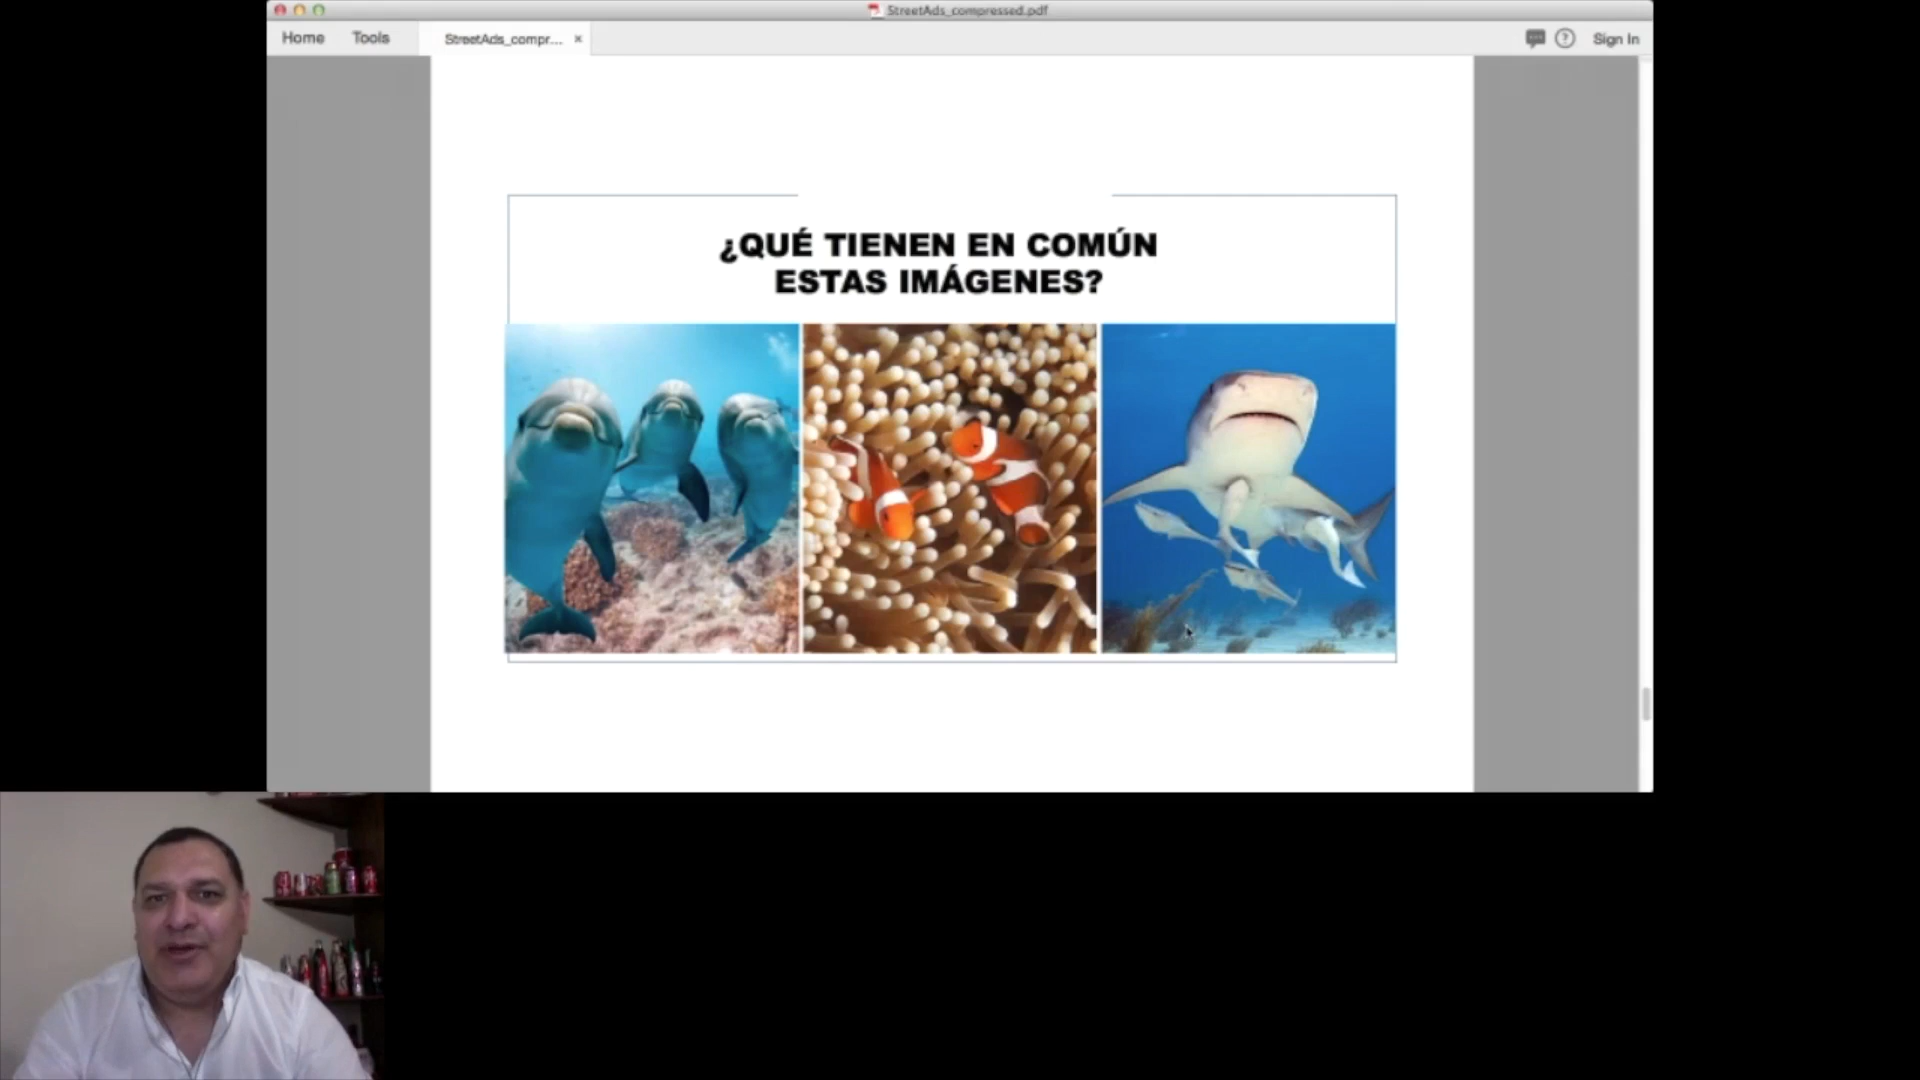 StreetAds_compressed.pdf
Home Tools StreetAds_compr... × ? Sign In
¿QUÉ TIENEN EN COMÚN
ESTAS IMÁGENES?